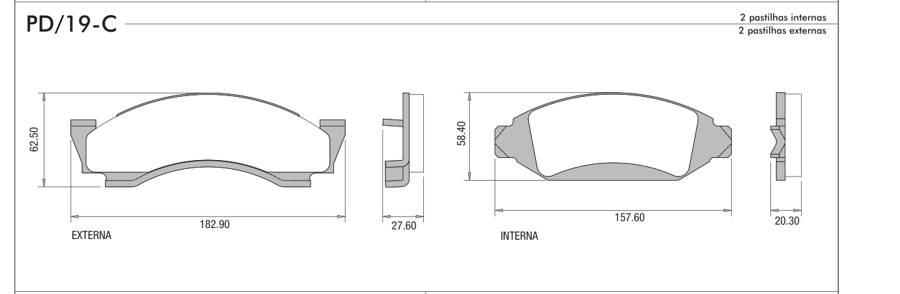 PD/19-C
2 pastilhas internas
2 pastilhas externas
62.50
182.90
27.60
EXTERNA
58.40
157.60
20.30
INTERNA